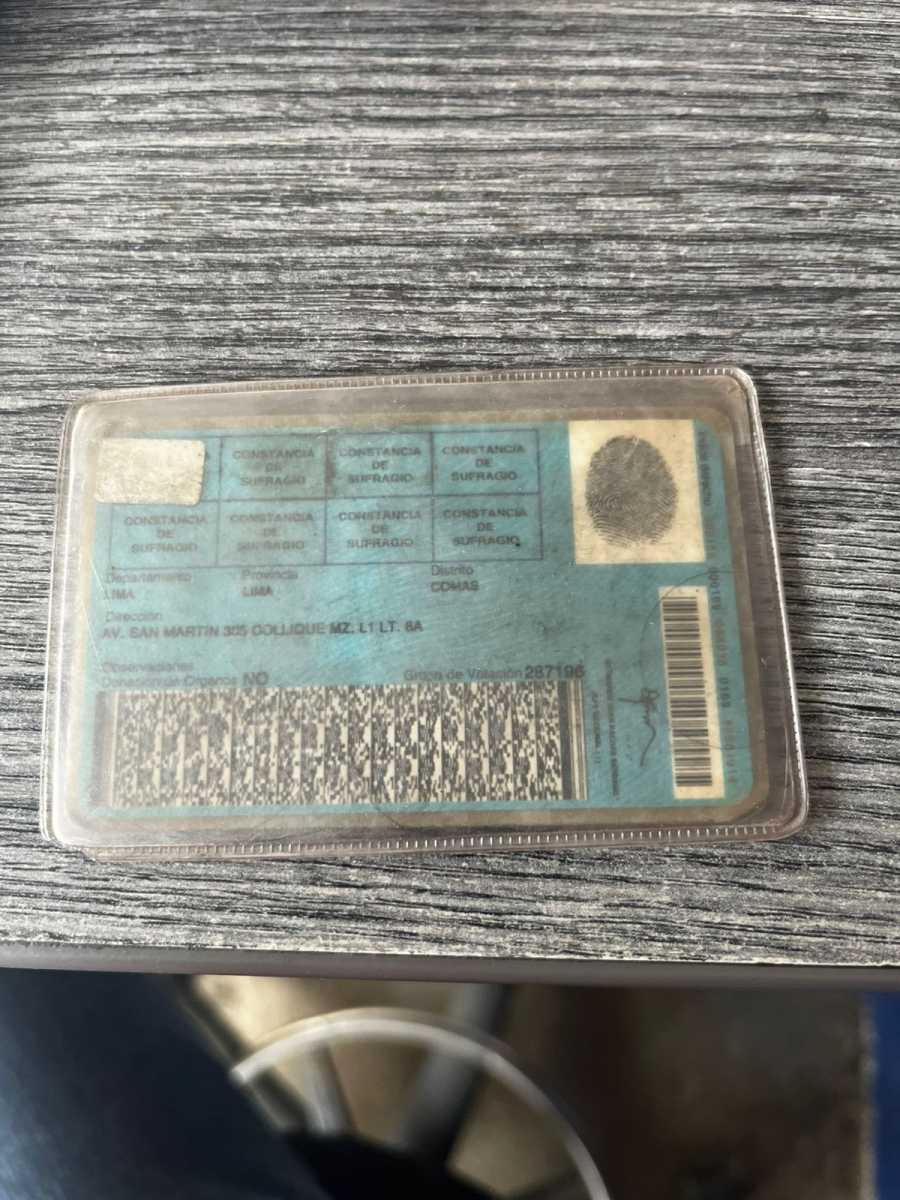 CONSTANCIA DE SUFRAGIO
CONSTANCIA DE SUFRAGIO
CONSTANCIA DE SUFRAGIO
CONSTANCIA DE SUFRAGIO
CONSTANCIA DE SUFRAGIO
CONSTANCIA DE SUFRAGIO
CONSTANCIA DE SUFRAGIO
Departamento Provincia Distrito
LIMA LIMA COMAS
Dirección
AV. SAN MARTIN 305 COLLIQUE MZ. L1 LT. 8A
Observaciones
Donación de Organos NO Grupo de Votación 287196